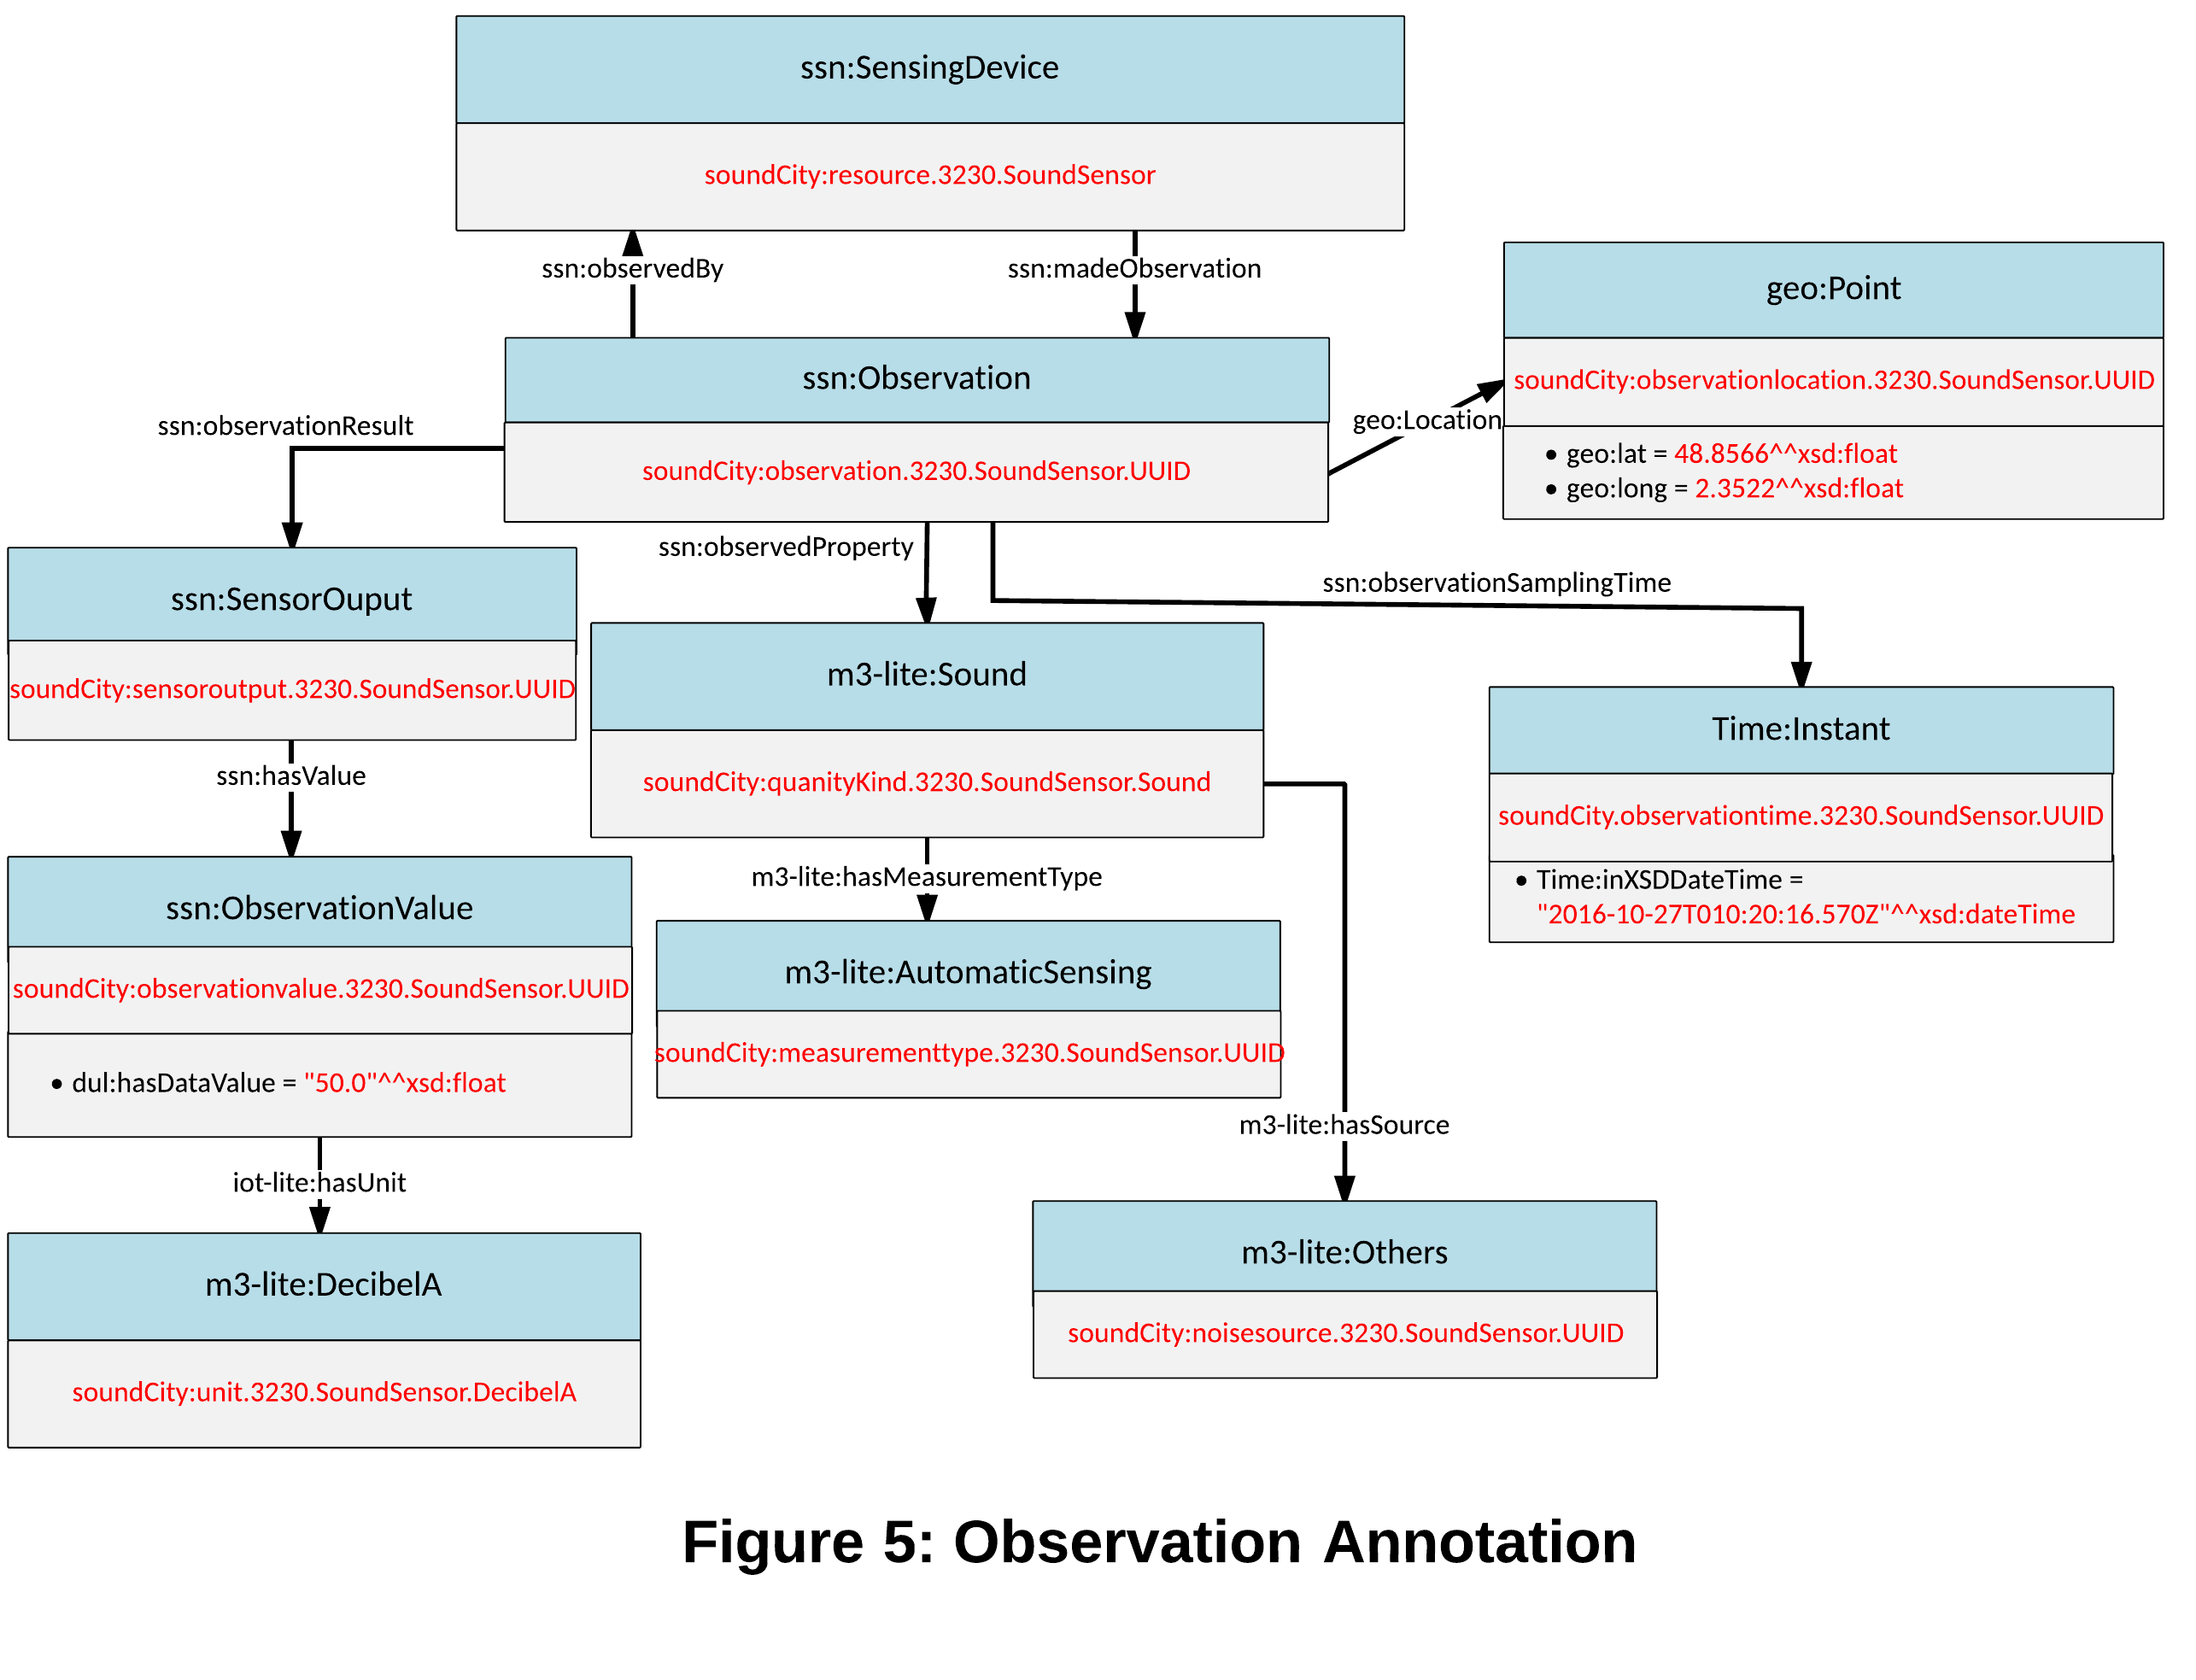 ssn:SensingDevice
soundCity:resource.3230.SoundSensor
ssn:observedBy
ssn:madeObservation
geo:Point
soundCity:observationlocation.3230.SoundSensor.UUID
• geo:lat = 48.8566^^xsd:float
• geo:long = 2.3522^^xsd:float
ssn:Observation
soundCity:observation.3230.SoundSensor.UUID
geo:Location
ssn:observationResult
ssn:observedProperty
ssn:observationSamplingTime
ssn:SensorOuput
soundCity:sensoroutput.3230.SoundSensor.UUID
m3-lite:Sound
soundCity:quanityKind.3230.SoundSensor.Sound
Time:Instant
soundCity.observationtime.3230.SoundSensor.UUID
• Time:inXSDDateTime =
"2016-10-27T010:20:16.570Z"^^xsd:dateTime
ssn:hasValue
ssn:ObservationValue
soundCity:observationvalue.3230.SoundSensor.UUID
• dul:hasDataValue = "50.0"^^xsd:float
m3-lite:hasMeasurementType
m3-lite:AutomaticSensing
soundCity:measurementtype.3230.SoundSensor.UUID
m3-lite:hasSource
iot-lite:hasUnit
m3-lite:DecibelA
soundCity:unit.3230.SoundSensor.DecibelA
m3-lite:Others
soundCity:noisesource.3230.SoundSensor.UUID
Figure 5: Observation Annotation